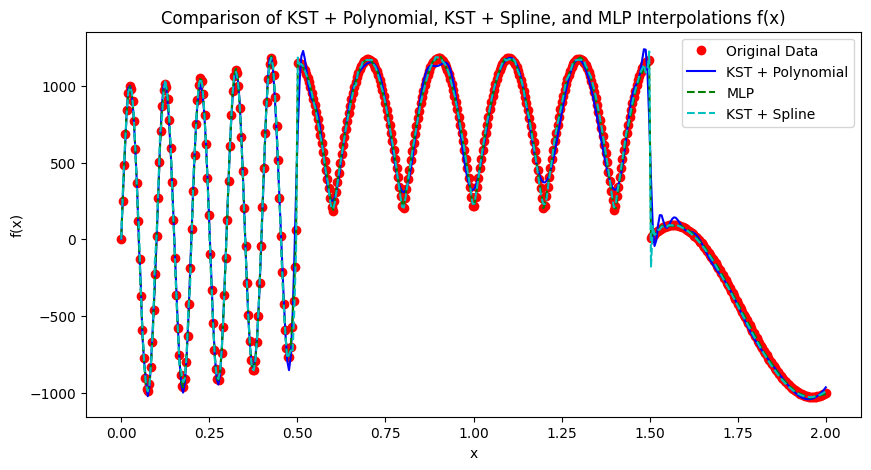 Comparison of KST + Polynomial, KST + Spline, and MLP Interpolations f(x)
Original Data
KST + Polynomial
MLP
KST + Spline
f(x)
1000
500
0
−500
−1000
0.00 0.25 0.50 0.75 1.00 1.25 1.50 1.75 2.00
x